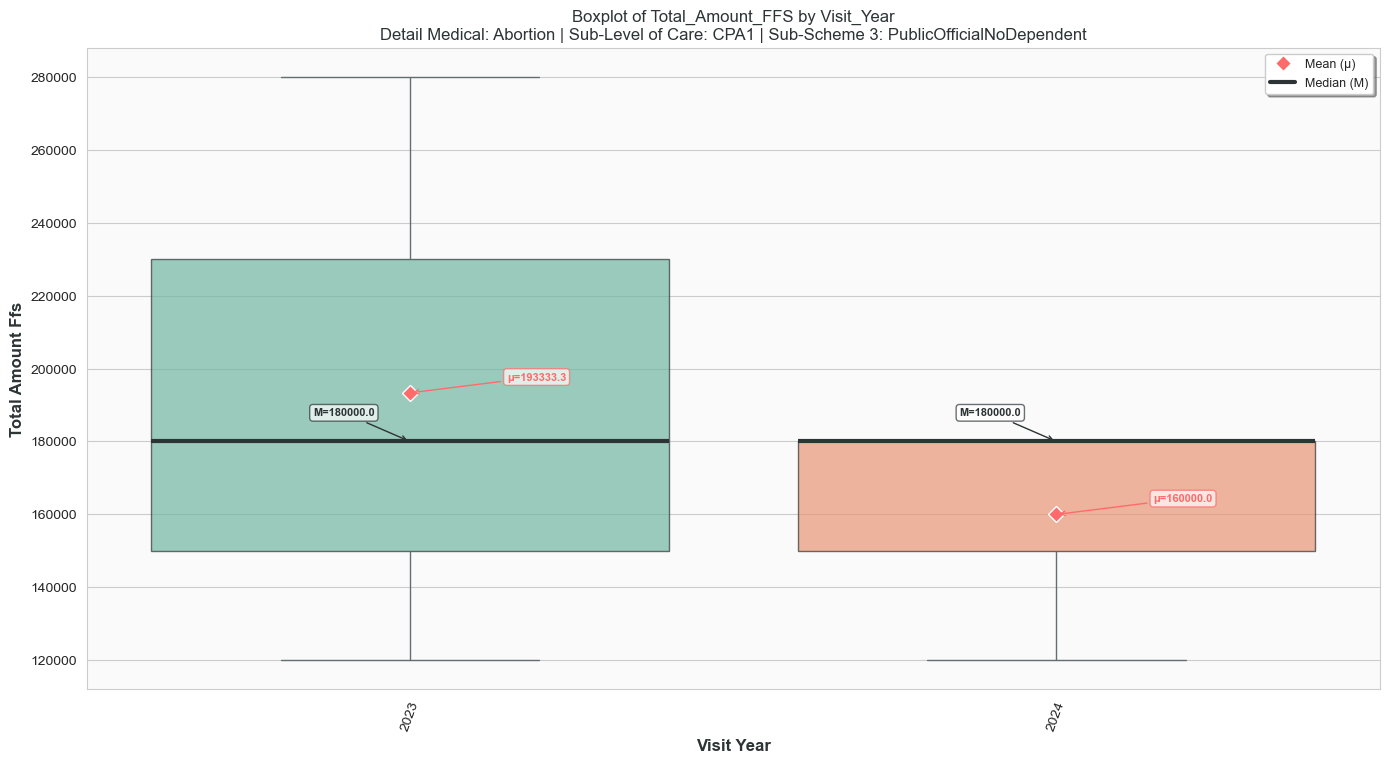 Boxplot of Total_Amount_FFS by Visit_Year
Detail Medical: Abortion | Sub-Level of Care: CPA1 | Sub-Scheme 3: PublicOfficialNoDependent
Mean (μ)
Median (M)
280000
260000
240000
220000
200000
180000
160000
140000
120000
Total Amount Ffs
μ=193333.3
M=180000.0
M=180000.0
μ=160000.0
2023
2024
Visit Year